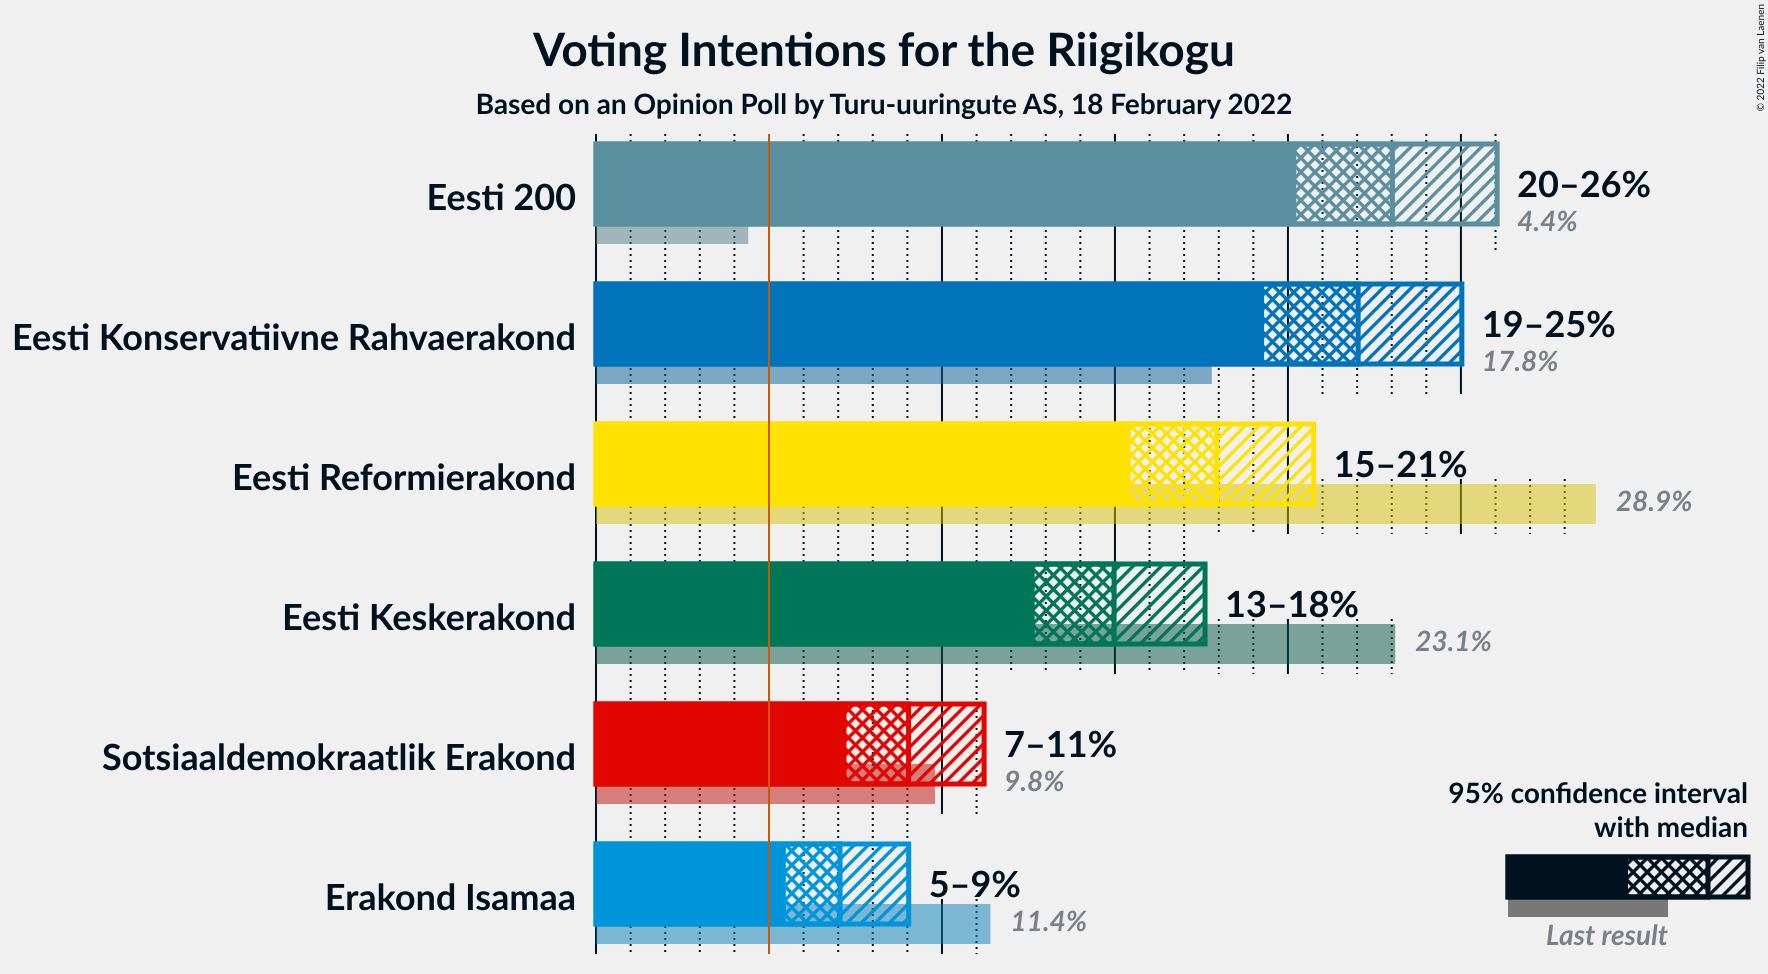 Voting Intentions for the Riigikogu
Based on an Opinion Poll by Turu-uuringute AS, 18 February 2022
© 2022 Filip van Laenen
Eesti 200
20–26%
4.4%
Eesti Konservatiivne Rahvaerakond
19–25%
17.8%
Eesti Reformierakond
15–21%
28.9%
Eesti Keskerakond
13–18%
23.1%
Sotsiaaldemokraatlik Erakond
7–11%
9.8%
Erakond Isamaa
5–9%
11.4%
95% confidence interval
with median
Last result